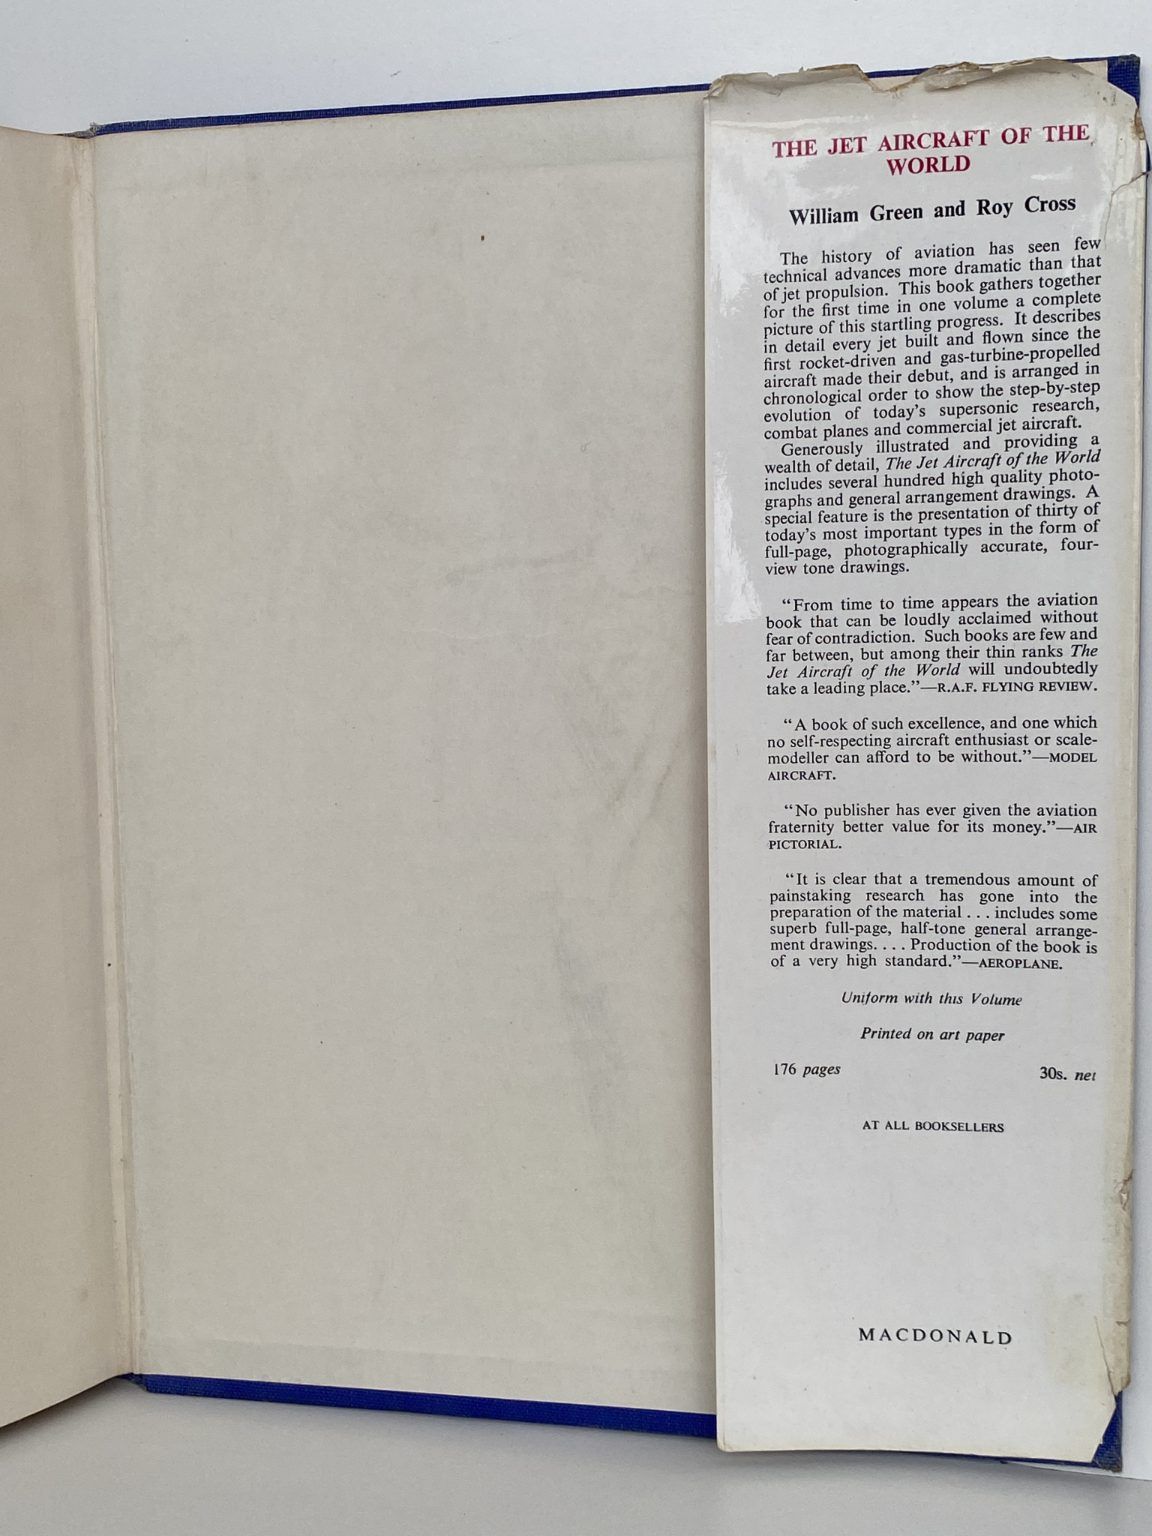 THE JET AIRCRAFT OF THE
WORLD
William Green and Roy Cross
The history of aviation has seen few
technical advances more dramatic than that
of jet propulsion. This book gathers together
for the first time in one volume a complete
picture of this startling progress. It describes
in detail every jet built and flown since the
first rocket-driven and gas-turbine-propelled
aircraft made their debut, and is arranged in
chronological order to show the step-by-step
evolution of today's supersonic research,
combat planes and commercial jet aircraft.
Generously illustrated and providing a
wealth of detail, The Jet Aircraft of the World
includes several hundred high quality photo-
graphs and general arrangement drawings. A
special feature is the presentation of thirty of
today's most important types in the form of
full-page, photographically accurate, four-
view tone drawings.
“From time to time appears the aviation
book that can be loudly acclaimed without
fear of contradiction. Such books are few and
far between, but among their thin ranks The
Jet Aircraft of the World will undoubtedly
take a leading place.”—R.A.F. FLYING REVIEW.
“A book of such excellence, and one which
no self-respecting aircraft enthusiast or scale-
modeller can afford to be without.”—MODEL
AIRCRAFT.
“No publisher has ever given the aviation
fraternity better value for its money.”—AIR
PICTORIAL.
“It is clear that a tremendous amount of
painstaking research has gone into the
preparation of the material . . . includes some
superb full-page, half-tone general arrange-
ment drawings. . . . Production of the book is
of a very high standard.”—AEROPLANE.
Uniform with this Volume
Printed on art paper
176 pages 30s. net
AT ALL BOOKSELLERS
MACDONALD